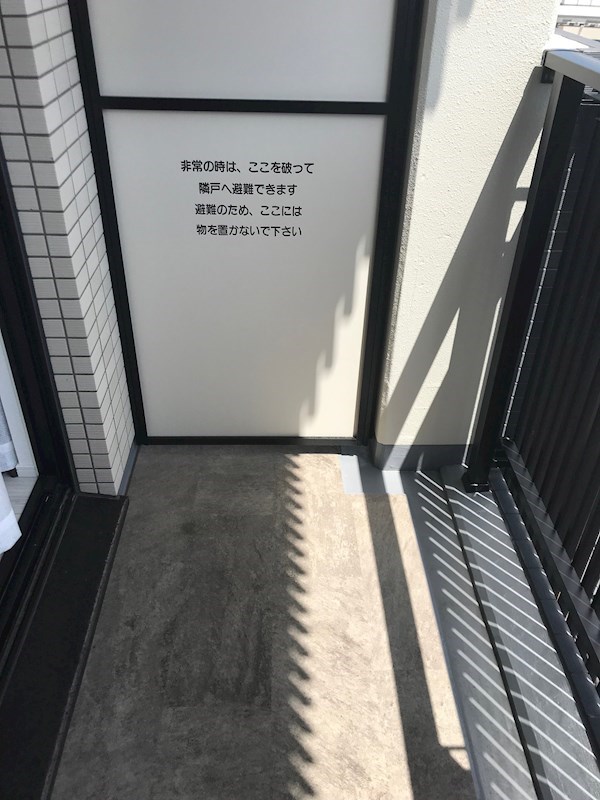 非常の時は、ここを破って
隣戸へ避難できます
避難のため、ここには
物を置かないで下さい